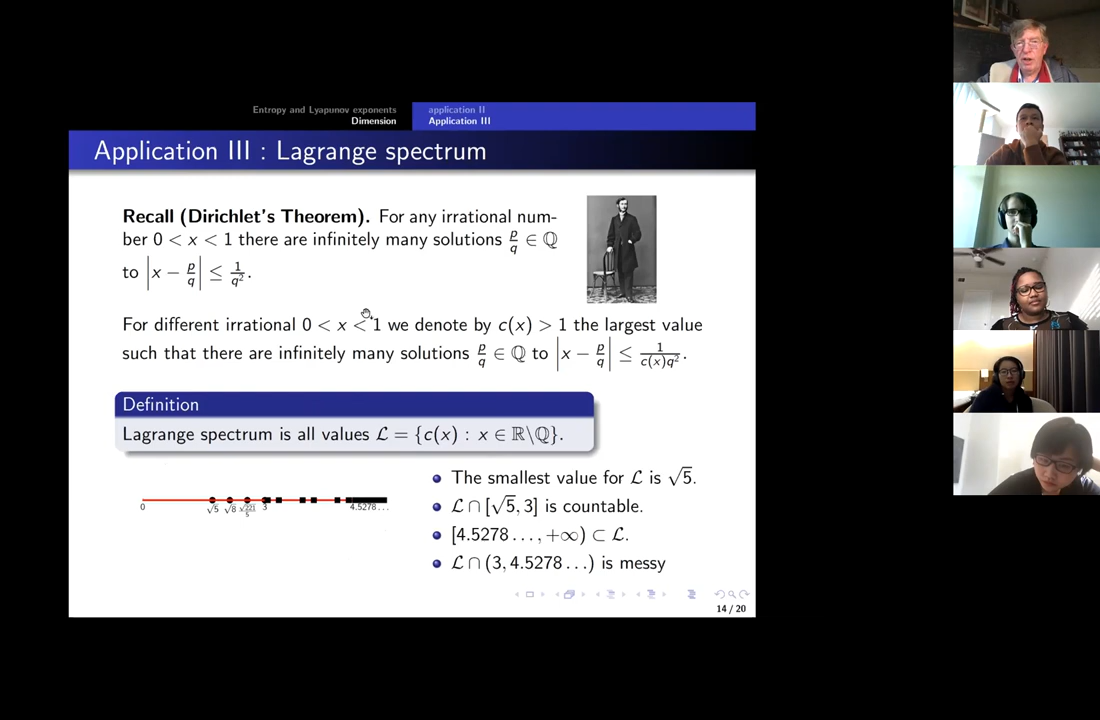 Entropy and Lyapunov exponents
Dimension
application II
Application III
Application III : Lagrange spectrum
Recall (Dirichlet's Theorem). For any irrational num-
ber 0 < x < 1 there are infinitely many solutions p/q ∈ ℚ
to |x − p/q| ≤ 1/q².
For different irrational 0 < x < 1 we denote by c(x) > 1 the largest value
such that there are infinitely many solutions p/q ∈ ℚ to |x − p/q| ≤ 1/c(x)q².
Definition
Lagrange spectrum is all values ℒ = {c(x) : x ∈ ℝ\ℚ}.
0 √5 √8 √221/5 3 4.5278...
• The smallest value for ℒ is √5.
• ℒ ∩ [√5, 3] is countable.
• [4.5278..., +∞) ⊂ ℒ.
• ℒ ∩ (3, 4.5278...) is messy
14 / 20